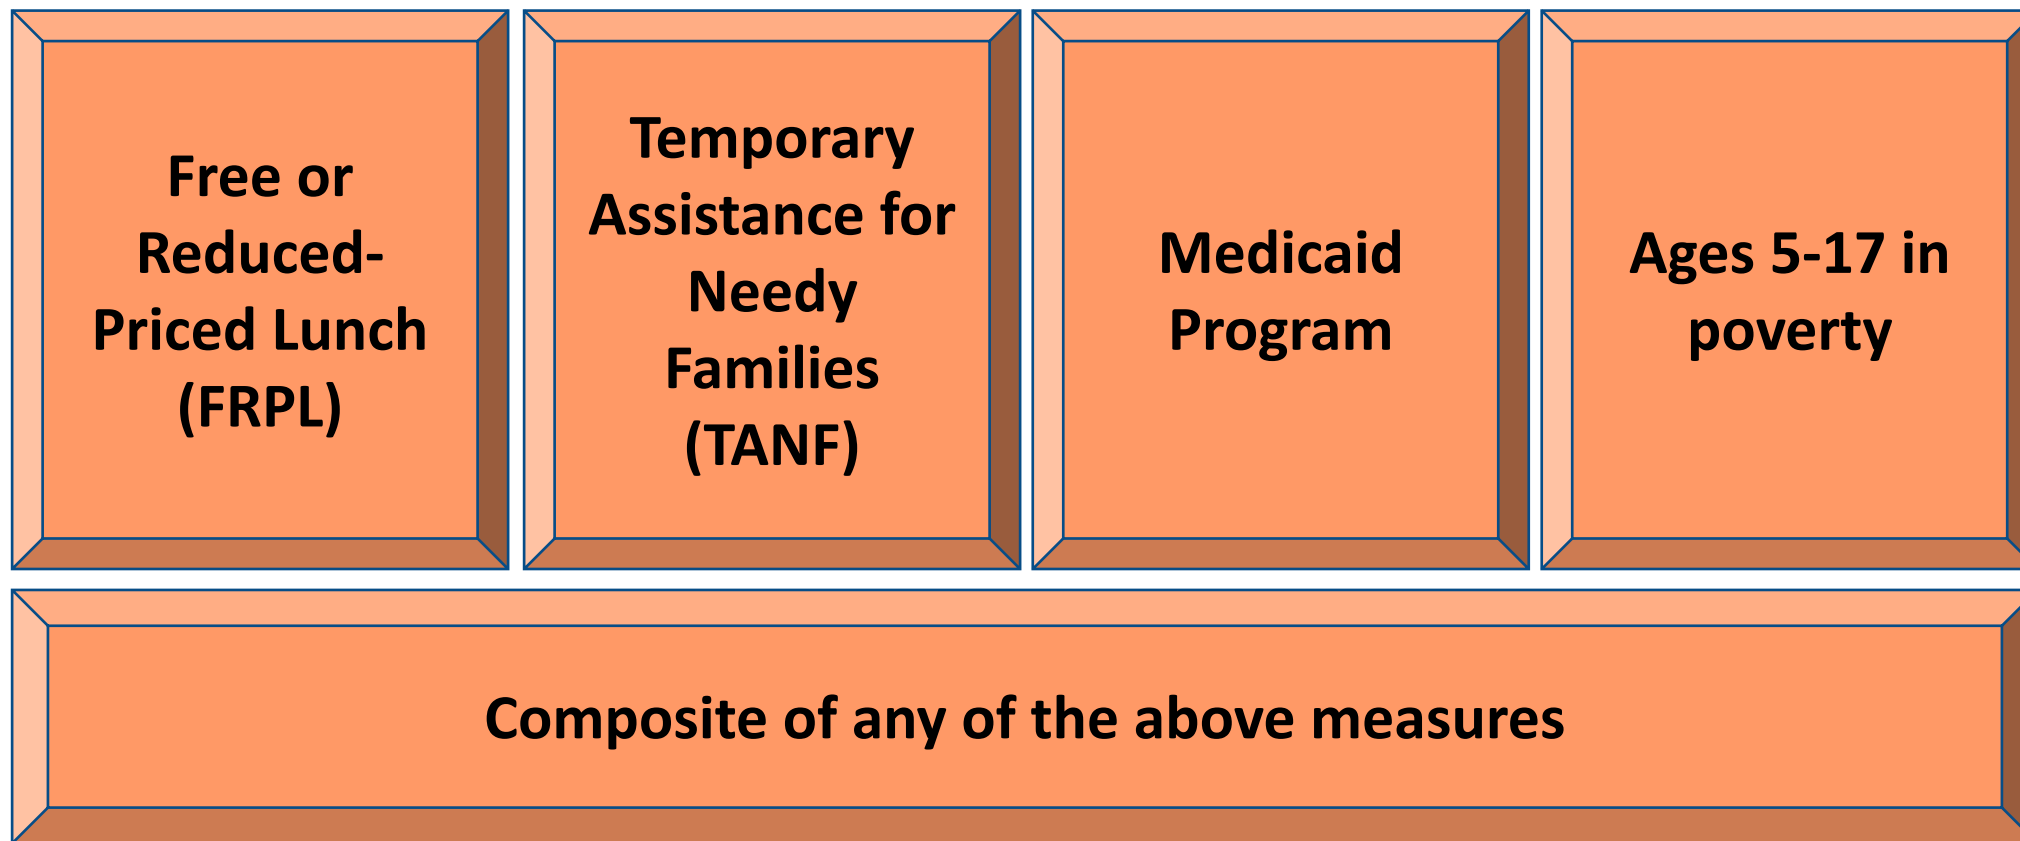 Free or
Reduced-
Priced Lunch
(FRPL)
Temporary
Assistance for
Needy
Families
(TANF)
Medicaid
Program
Ages 5-17 in
poverty
Composite of any of the above measures